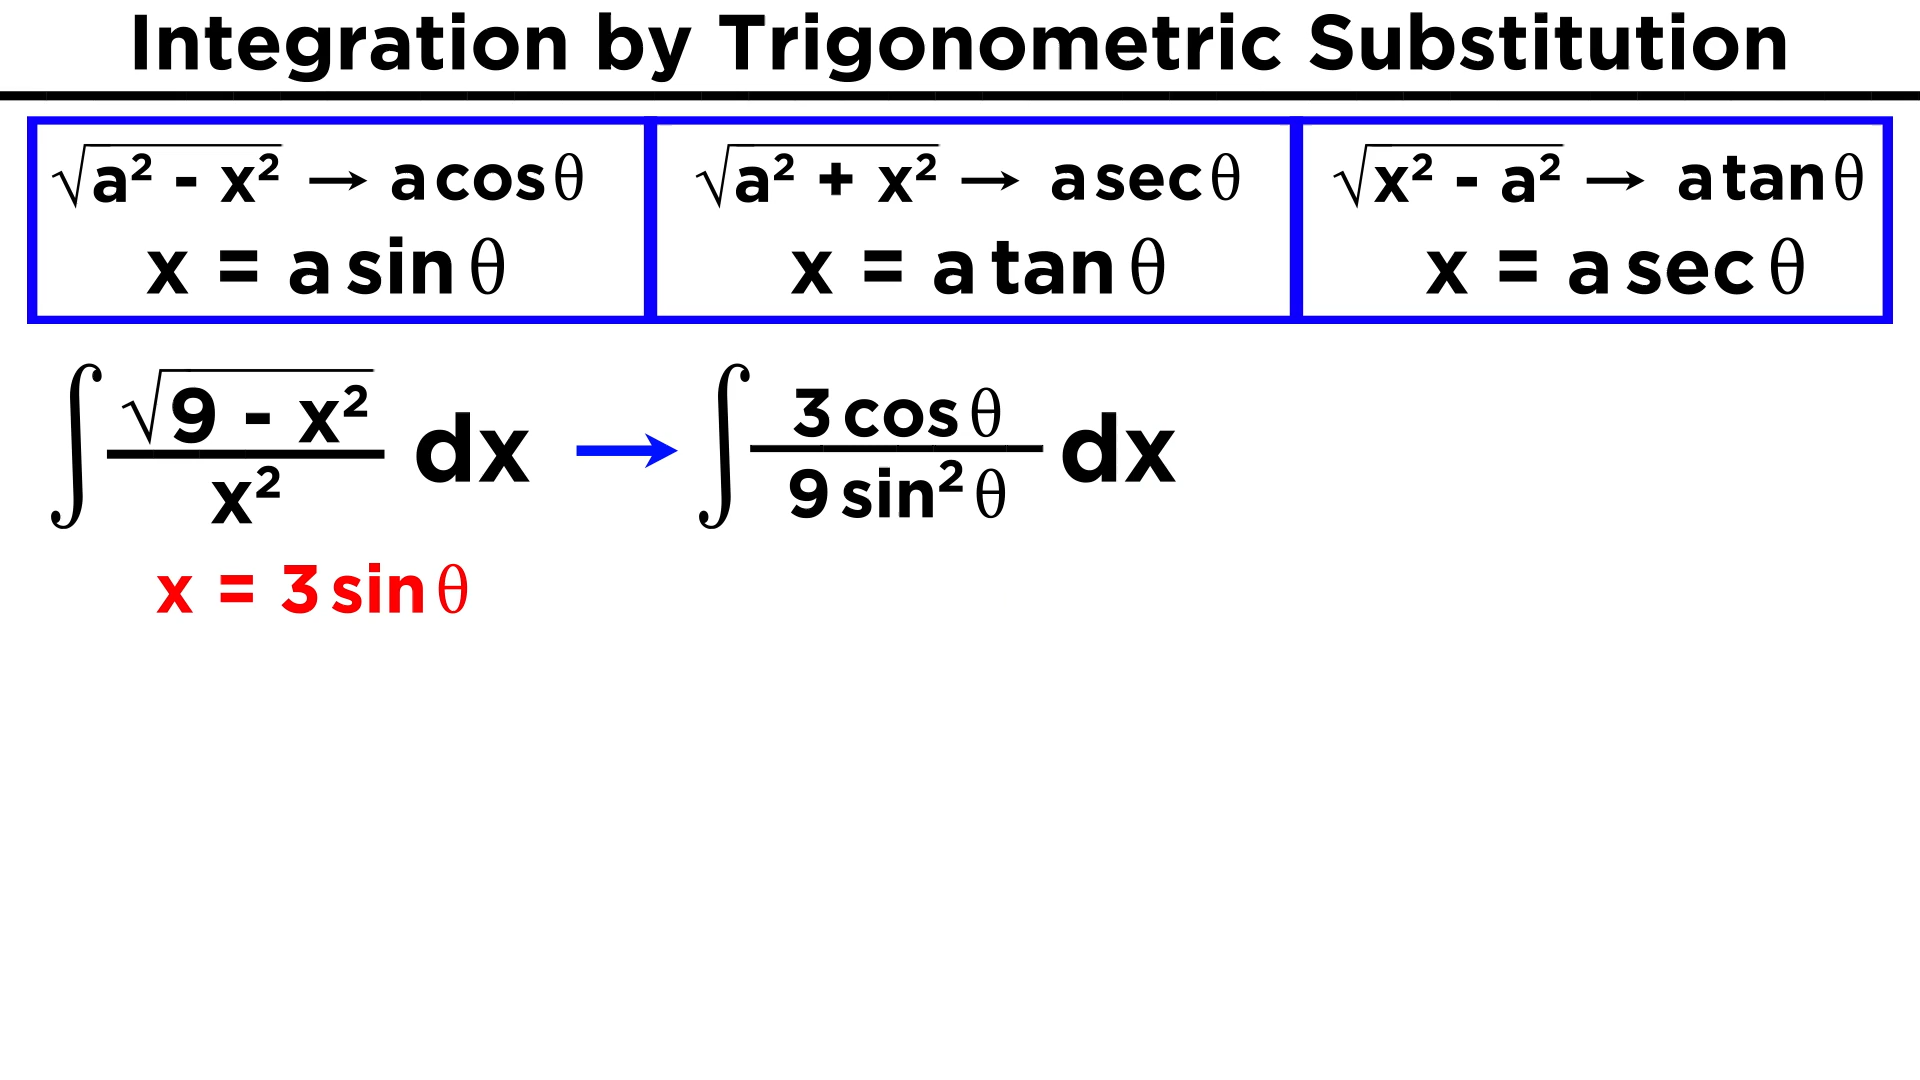 Integration by Trigonometric Substitution
√a² - x² → a cos θ
x = a sin θ
√a² + x² → a sec θ
x = a tan θ
√x² - a² → a tan θ
x = a sec θ
∫ √9 - x² / x² dx → ∫ 3 cos θ / 9 sin² θ dx
x = 3 sin θ